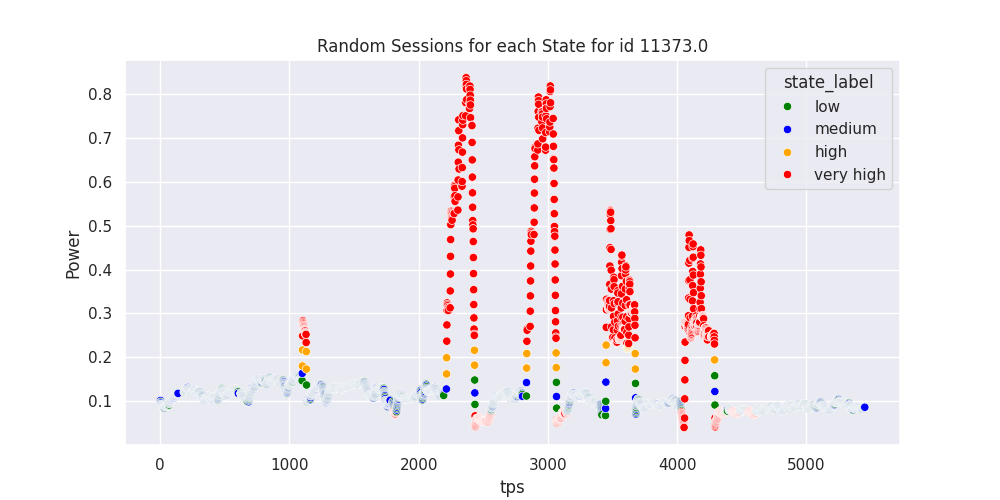 Random Sessions for each State for id 11373.0
state_label
low
medium
high
very high
Power
0.8
0.7
0.6
0.5
0.4
0.3
0.2
0.1
0 1000 2000 3000 4000 5000
tps